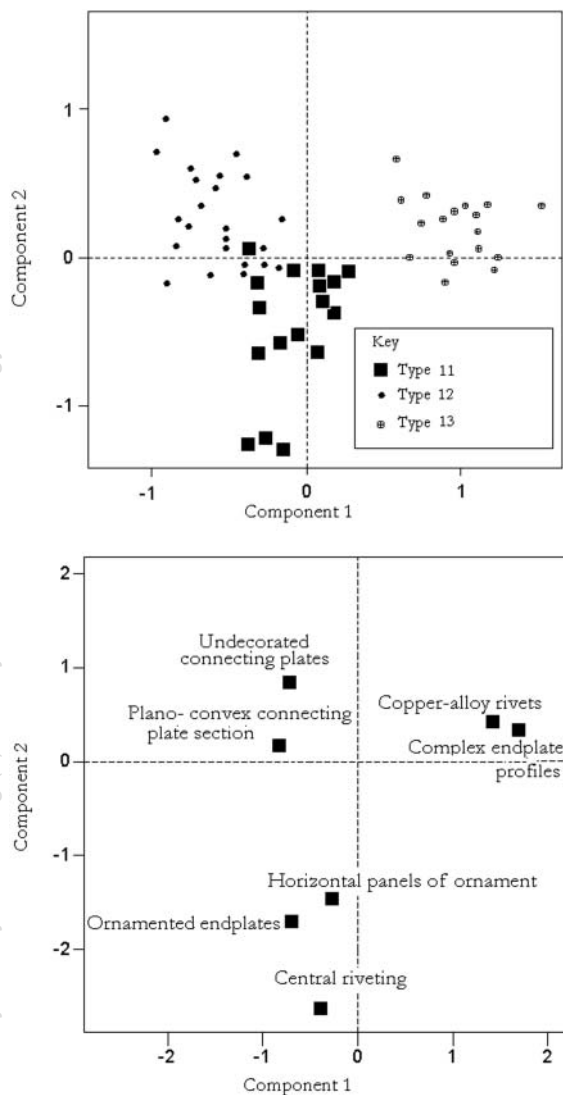 1
0
-1
Component 2
Key
Type 11
Type 12
Type 13
-1
0
1
Component 1
2
1
0
-1
-2
Component 2
Undecorated
connecting plates
Plano- convex connecting
plate section
Copper-alloy rivets
Complex endplate
profiles
Horizontal panels of ornament
Ornamented endplates
Central riveting
-2
-1
0
1
2
Component 1